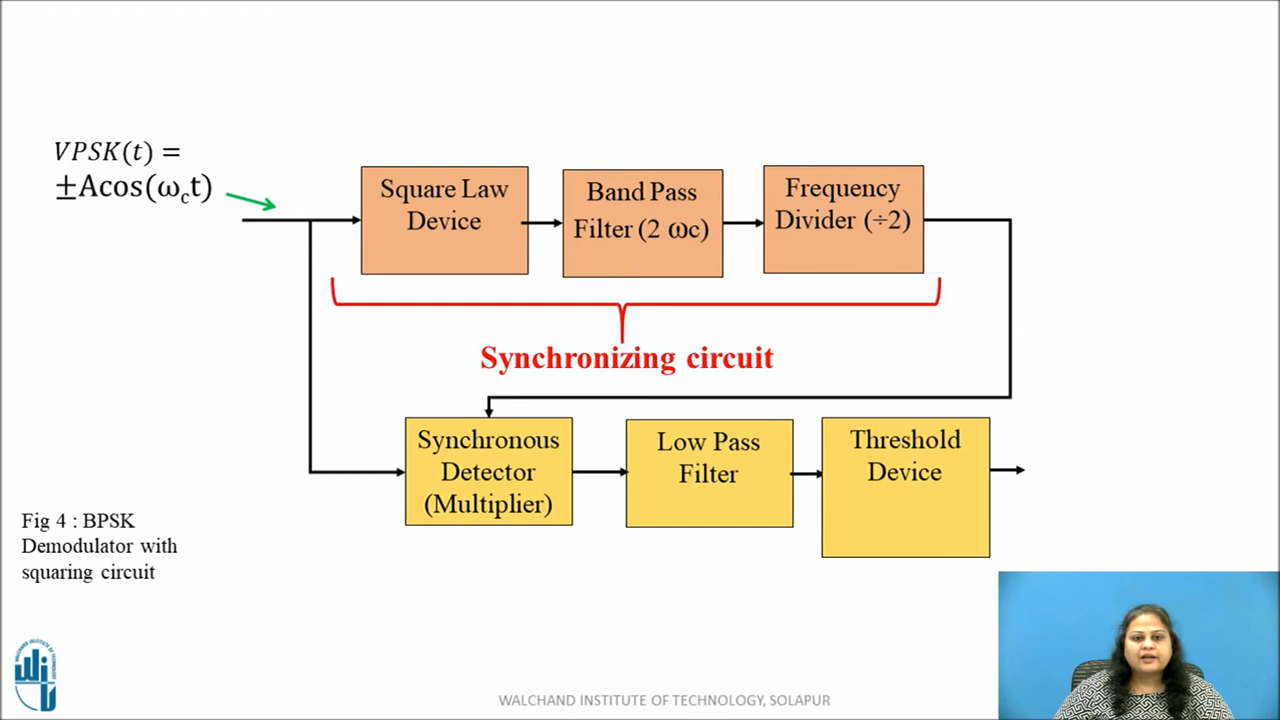 VPSK(t) =
±Acos(ω_ct)
Square Law
Device
Band Pass
Filter (2 ωc)
Frequency
Divider (÷2)
Synchronizing circuit
Synchronous
Detector
(Multiplier)
Low Pass
Filter
Threshold
Device
Fig 4 : BPSK
Demodulator with
squaring circuit
WALCHAND INSTITUTE OF TECHNOLOGY, SOLAPUR